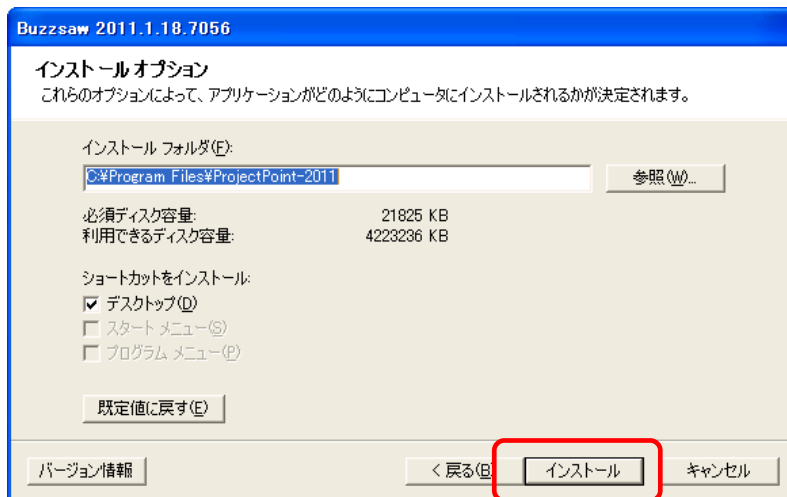 Buzzsaw 2011.1.18.7056
インストール オプション
これらのオプションによって、アプリケーションがどのようにコンピュータにインストールされるかが決定されます。
インストール フォルダ(F):
C:¥Program Files¥ProjectPoint-2011
参照(W)...
必須ディスク容量: 21825 KB
利用できるディスク容量: 4223236 KB
ショートカットをインストール:
デスクトップ(D)
スタート メニュー(S)
プログラム メニュー(P)
既定値に戻す(E)
バージョン情報 < 戻る(B インストール キャンセル